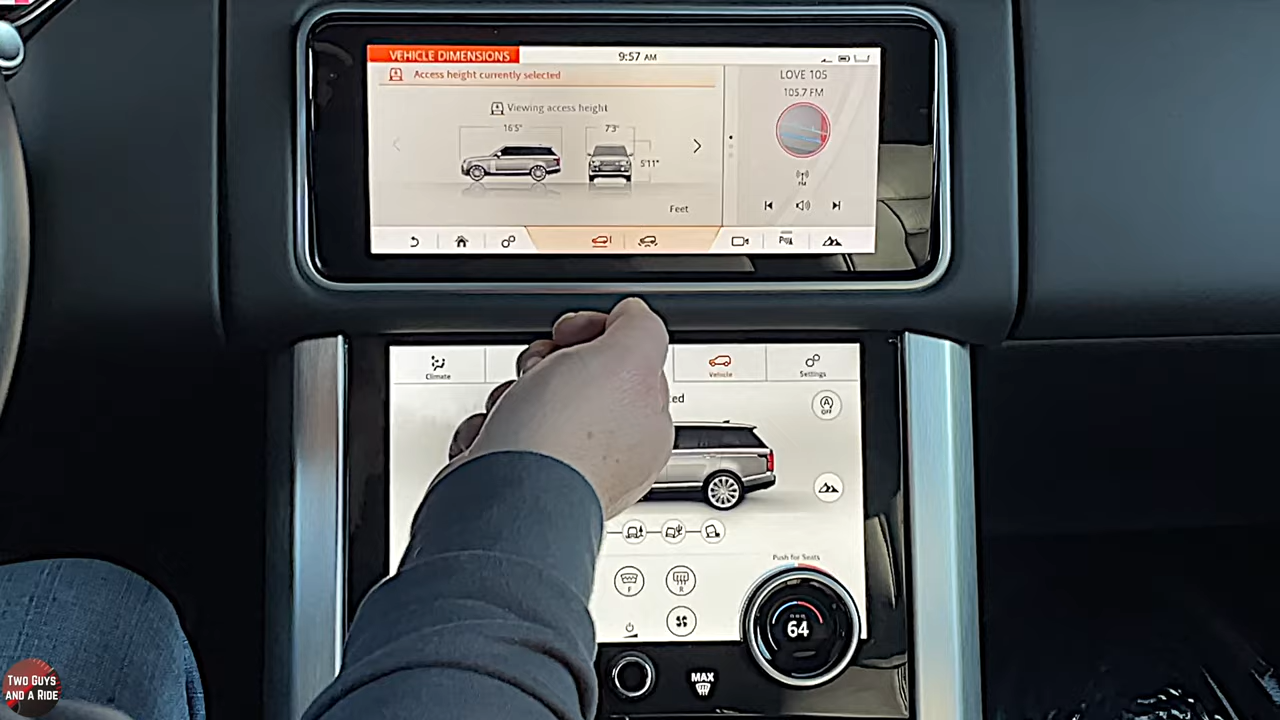 VEHICLE DIMENSIONS
9:57 AM
Access height currently selected
LOVE 105
105.7 FM
Viewing access height
16'5"
7'3"
5'11"
FM
Feet
Climate
Vehicle
Settings
ed
OFF
Push for Seats
F
R
64
MAX
TWO GUYS
AND A RIDE